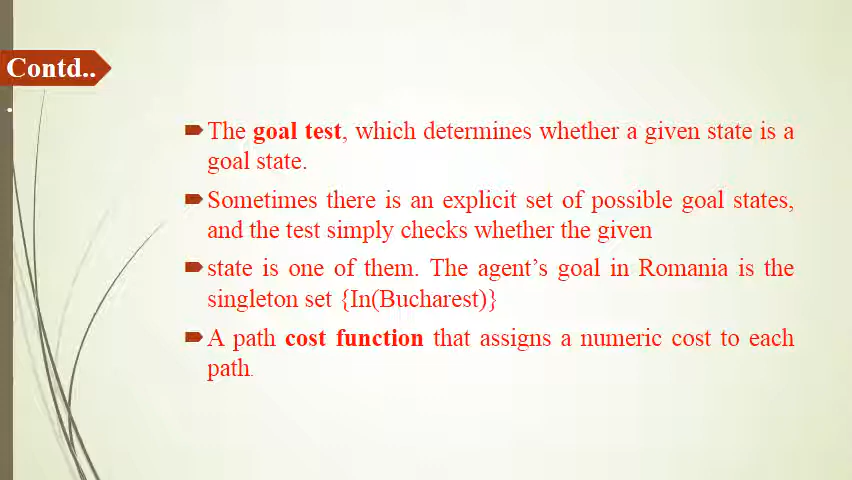 Contd..
.
The goal test, which determines whether a given state is a
goal state.
Sometimes there is an explicit set of possible goal states,
and the test simply checks whether the given
state is one of them. The agent’s goal in Romania is the
singleton set {In(Bucharest)}
A path cost function that assigns a numeric cost to each
path.